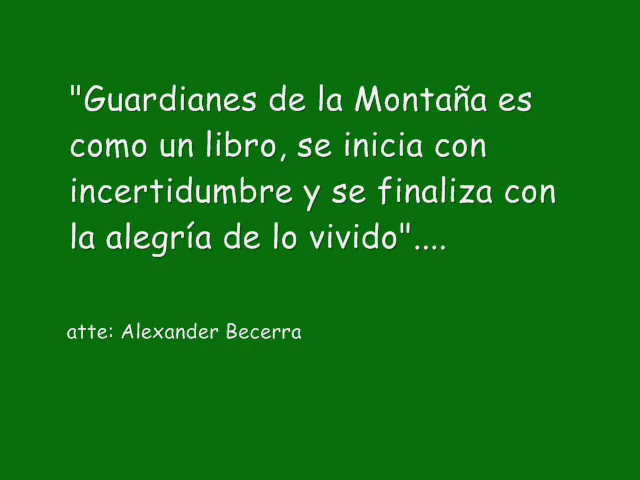 "Guardianes de la Montaña es
como un libro, se inicia con
incertidumbre y se finaliza con
la alegría de lo vivido"....
atte: Alexander Becerra